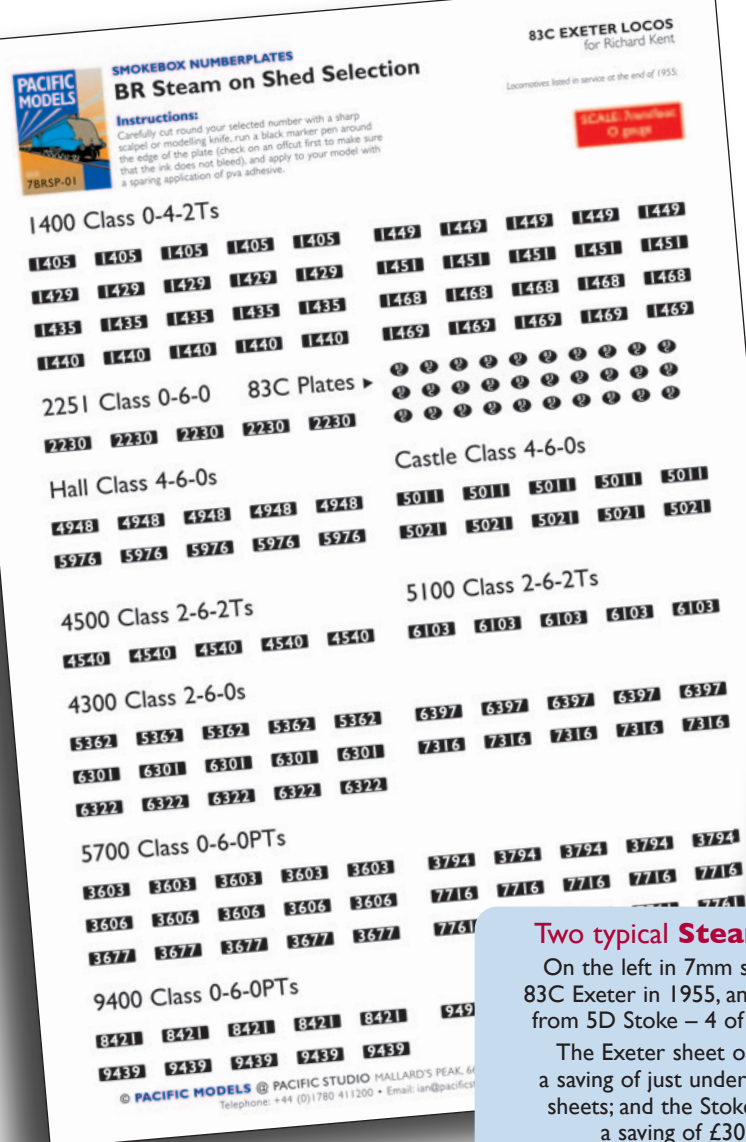 PACIFIC
MODELS
7BRSP-01
SMOKEBOX NUMBERPLATES
BR Steam on Shed Selection
Instructions:
Carefully cut round your selected number with a sharp
scalpel or modelling knife, run a black marker pen around
the edge of the plate (check on an offcut first to make sure
that the ink does not bleed), and apply to your model with
a sparing application of pva adhesive.
83C EXETER LOCOS
for Richard Kent
Locomotives listed in service at the end of 1955:
SCALE:
O gauge
1400 Class 0-4-2Ts
1405 1405 1405 1405 1405 1449 1449 1449 1449 1449
1429 1429 1429 1429 1429 1451 1451 1451 1451 1451
1435 1435 1435 1435 1435 1468 1468 1468 1468 1468
1440 1440 1440 1440 1440 1469 1469 1469 1469 1469
2251 Class 0-6-0 83C Plates ►
2230 2230 2230 2230 2230
Hall Class 4-6-0s
4948 4948 4948 4948 4948
5976 5976 5976 5976 5976
Castle Class 4-6-0s
5011 5011 5011 5011 5011
5021 5021 5021 5021 5021
4500 Class 2-6-2Ts
4540 4540 4540 4540 4540
5100 Class 2-6-2Ts
6103 6103 6103 6103 6103
4300 Class 2-6-0s
5362 5362 5362 5362 5362 6397 6397 6397 6397 6397
6301 6301 6301 6301 6301 7316 7316 7316 7316 7316
6322 6322 6322 6322 6322
5700 Class 0-6-0PTs
3603 3603 3603 3603 3603 3794 3794 3794 3794 3794
3606 3606 3606 3606 3606 7716 7716 7716 7716 7716
3677 3677 3677 3677 3677 7761 7761
9400 Class 0-6-0PTs
8421 8421 8421 8421 8421 949
9439 9439 9439 9439 9439
© PACIFIC MODELS @ PACIFIC STUDIO MALLARD'S PEAK, 66
Telephone: +44 (0)1780 411200 • Email: ian@pacifics
Two typical Stea
On the left in 7mm s
83C Exeter in 1955, an
from 5D Stoke – 4 of
The Exeter sheet o
a saving of just under
sheets; and the Stoke
a saving of £30